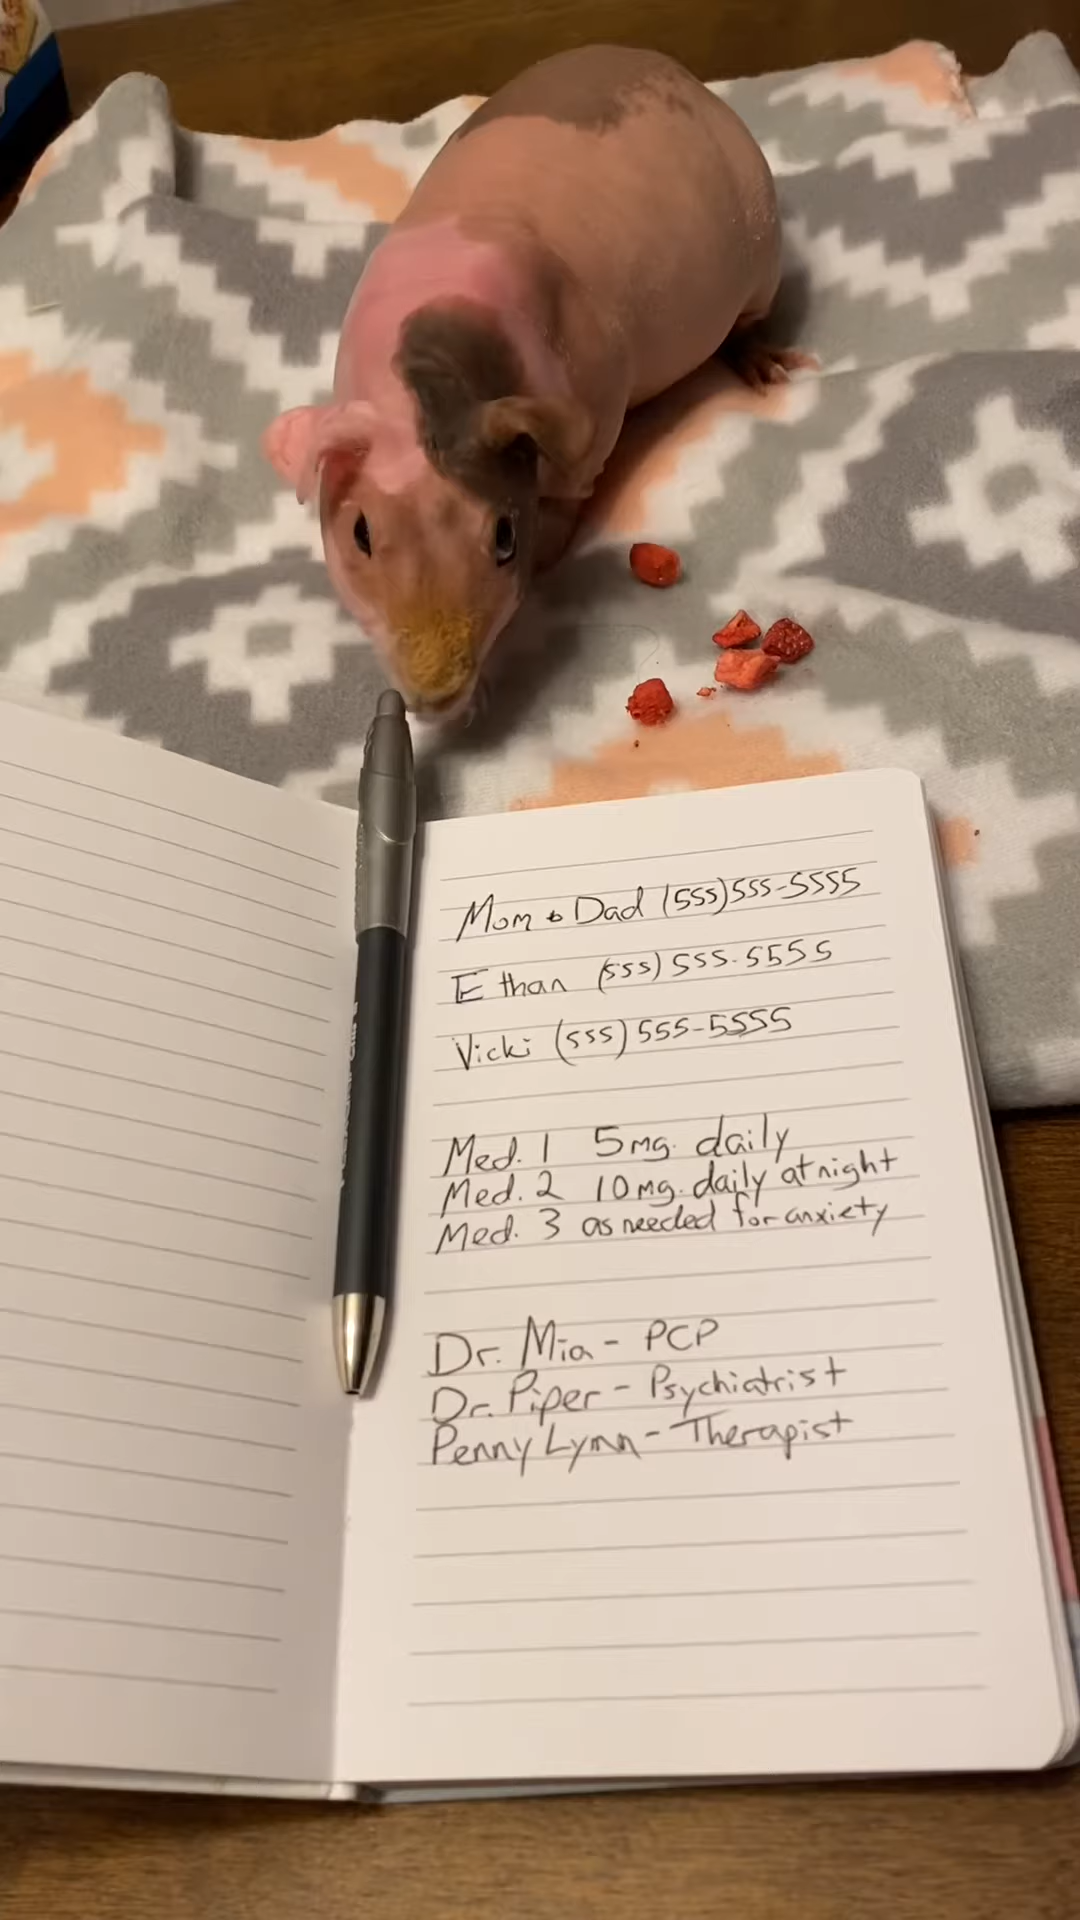 Mom & Dad (555)555-5555
Ethan (555) 555-5555
Vicki (555) 555-5555
Med. 1 5mg. daily
Med. 2 10mg. daily at night
Med. 3 as needed for anxiety
Dr. Mia - PCP
Dr. Piper - Psychiatrist
Penny Lynn - Therapist